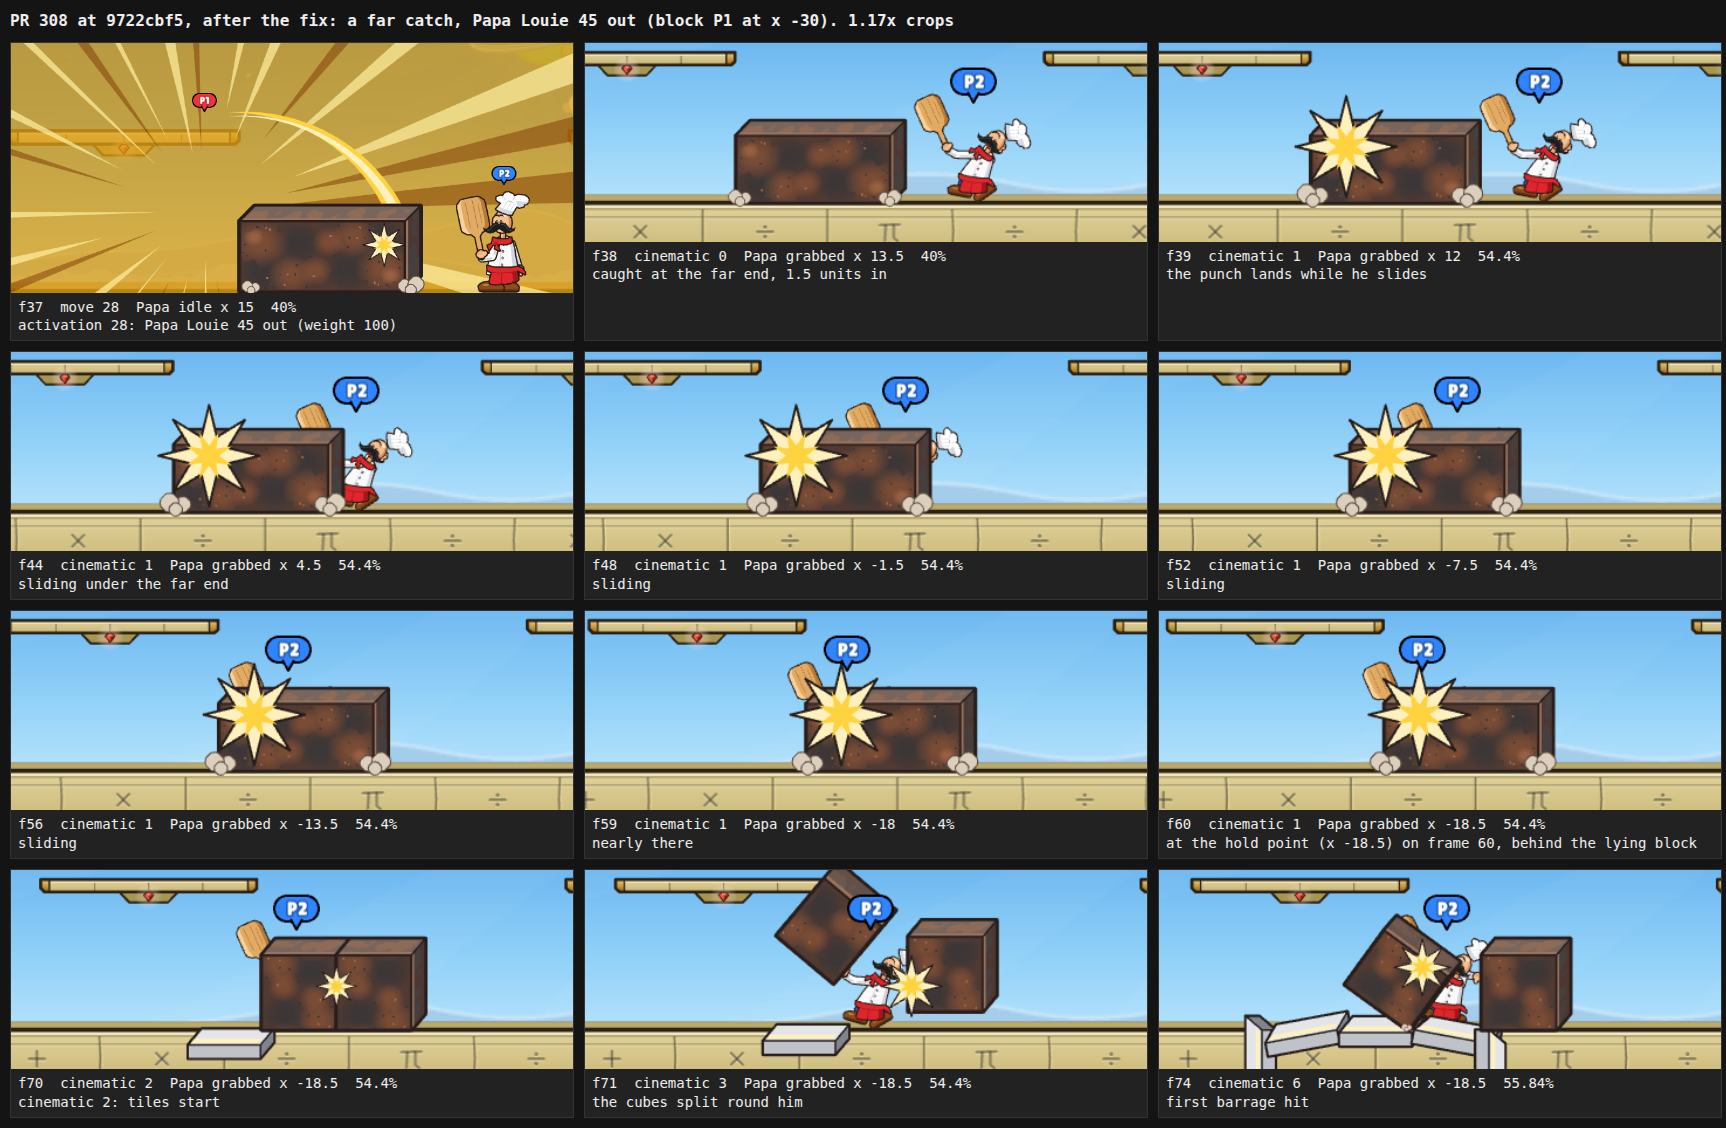 PR 308 at 9722cbf5, after the fix: a far catch, Papa Louie 45 out (block P1 at x -30). 1.17x crops
P1
P2
f37 move 28 Papa idle x 15 40%
activation 28: Papa Louie 45 out (weight 100)
P2
× ÷ π ÷ ×
f38 cinematic 0 Papa grabbed x 13.5 40%
caught at the far end, 1.5 units in
P2
× ÷ π ÷ ×
f39 cinematic 1 Papa grabbed x 12 54.4%
the punch lands while he slides
P2
× ÷ π ÷
f44 cinematic 1 Papa grabbed x 4.5 54.4%
sliding under the far end
P2
× ÷ π ÷
f48 cinematic 1 Papa grabbed x -1.5 54.4%
sliding
P2
× ÷ π ÷
f52 cinematic 1 Papa grabbed x -7.5 54.4%
sliding
P2
× ÷ π ÷
f56 cinematic 1 Papa grabbed x -13.5 54.4%
sliding
P2
+ × ÷ π ÷
f59 cinematic 1 Papa grabbed x -18 54.4%
nearly there
P2
+ × ÷ π ÷
f60 cinematic 1 Papa grabbed x -18.5 54.4%
at the hold point (x -18.5) on frame 60, behind the lying block
P2
+ × ÷ π ÷
f70 cinematic 2 Papa grabbed x -18.5 54.4%
cinematic 2: tiles start
P2
+ × ÷ π ÷
f71 cinematic 3 Papa grabbed x -18.5 54.4%
the cubes split round him
P2
+ × ÷ π ÷
f74 cinematic 6 Papa grabbed x -18.5 55.84%
first barrage hit